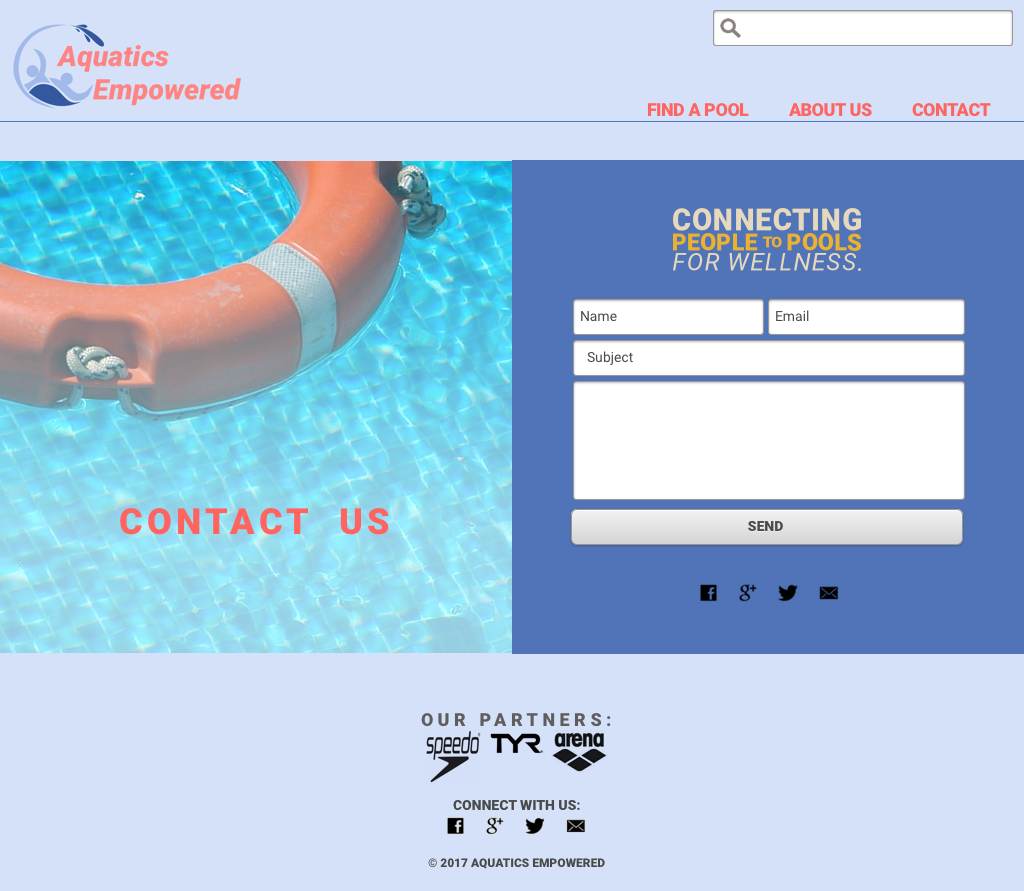 Aquatics
Empowered
FIND A POOL ABOUT US CONTACT
CONNECTING
PEOPLE TO POOLS
FOR WELLNESS.
Name Email
Subject
CONTACT US
SEND
g+
OUR PARTNERS:
speedo TYR arena
CONNECT WITH US:
g+
© 2017 AQUATICS EMPOWERED